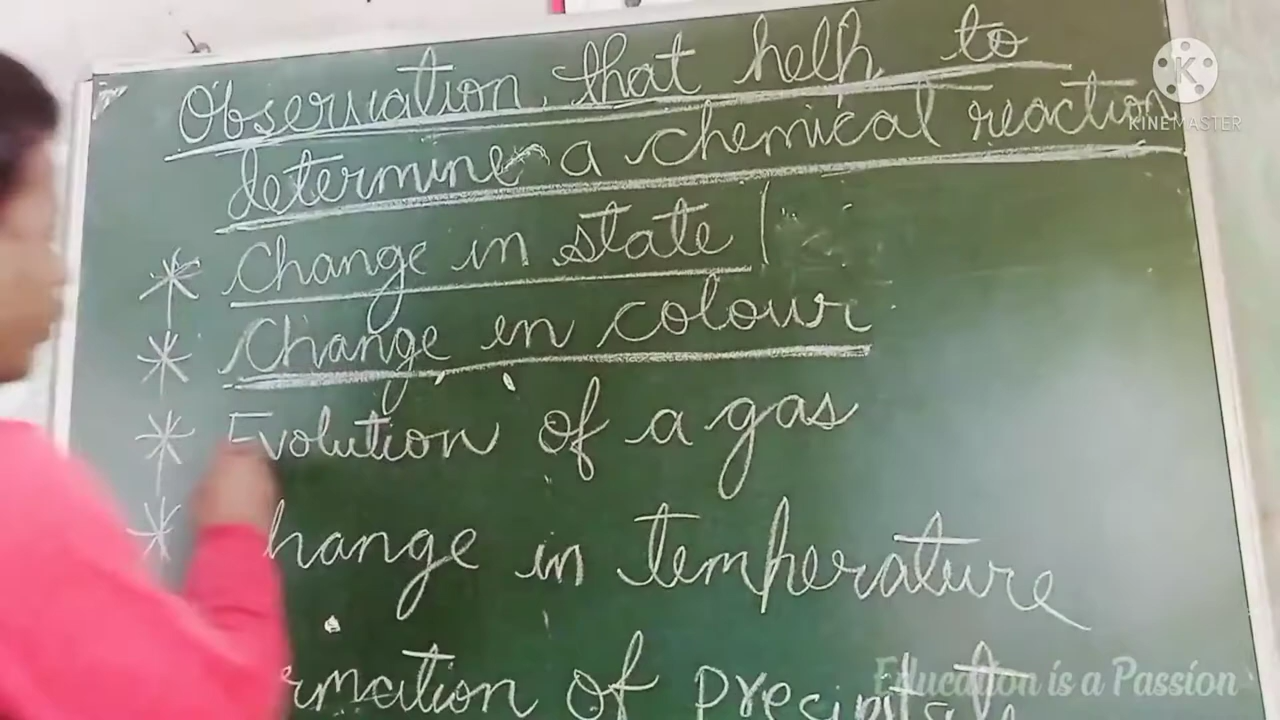 Observation that help to
KINEMASTER
determine a chemical reaction
* Change in state
* Change in colour
* Evolution of a gas
* hange in temperature
rmation of precipitate
Education is a Passion